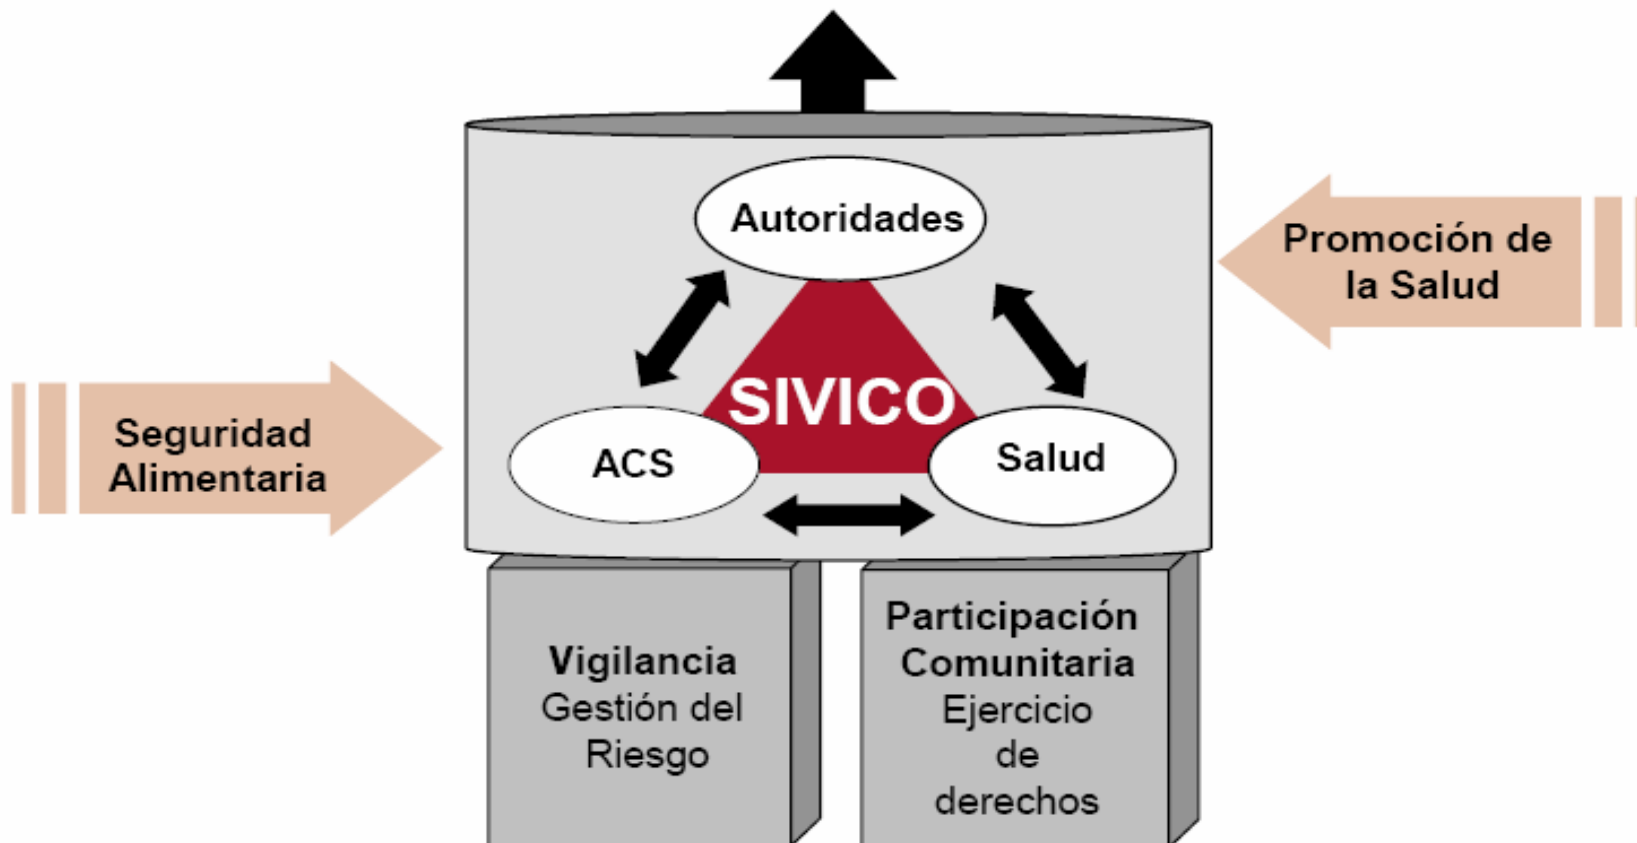 Autoridades
Promoción de
la Salud
SIVICO
Seguridad
Alimentaria
ACS
Salud
Vigilancia
Gestión del
Riesgo
Participación
Comunitaria
Ejercicio
de
derechos